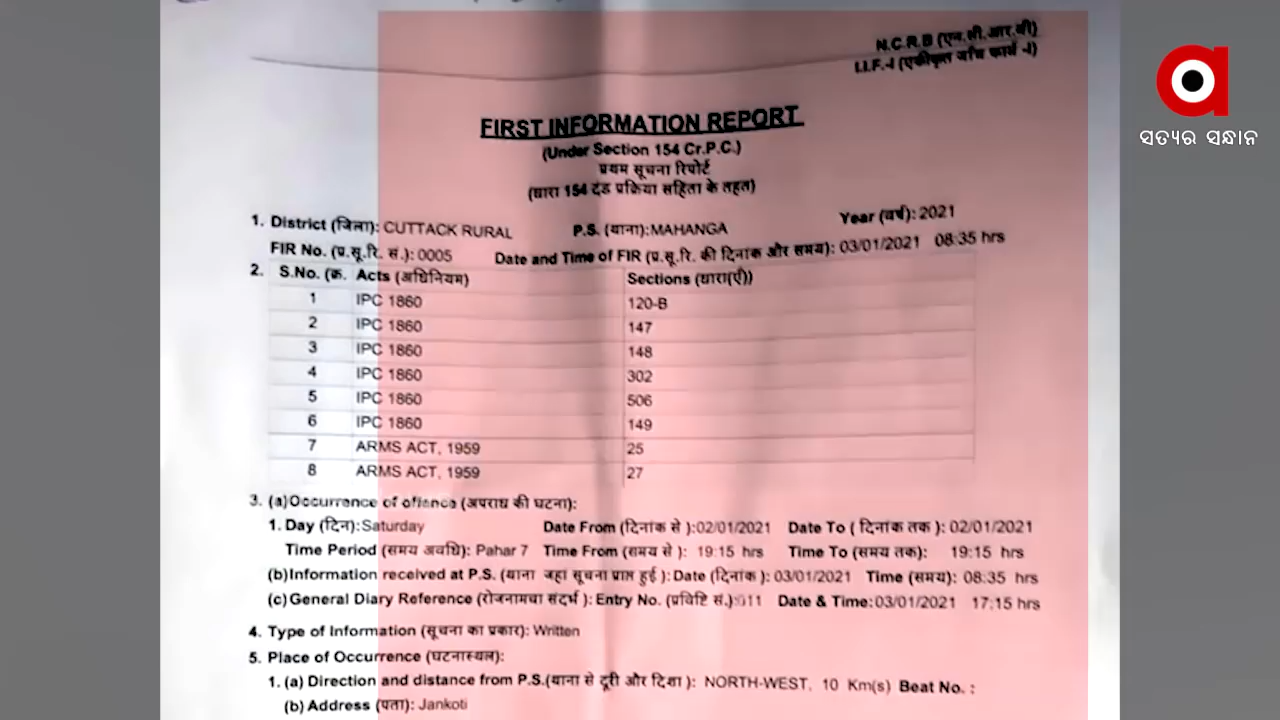 N.C.R.B (एन.सी.आर.बी)
I.I.F.-I (एकीकृत जाँच फार्म -I)
a
ସତ୍ୟର ସନ୍ଧାନ
FIRST INFORMATION REPORT
(Under Section 154 Cr.P.C.)
प्रथम सूचना रिपोर्ट
(धारा 154 दंड प्रक्रिया सहिता के तहत)
1. District (जिला): CUTTACK RURAL P.S. (थाना): MAHANGA Year (वर्ष): 2021
FIR No. (प्र.सू.रि. सं.): 0005 Date and Time of FIR (प्र.सू.रि. की दिनांक और समय): 03/01/2021 08:35 hrs
2. S.No. (क्र. Acts (अधिनियम) Sections (धारा(एँ))
1 IPC 1860 120-B
2 IPC 1860 147
3 IPC 1860 148
4 IPC 1860 302
5 IPC 1860 506
6 IPC 1860 149
7 ARMS ACT, 1959 25
8 ARMS ACT, 1959 27
3. (a) Occurrence of offence (अपराध की घटना):
1. Day (दिन): Saturday Date From (दिनांक से ): 02/01/2021 Date To ( दिनांक तक ): 02/01/2021
Time Period (समय अवधि): Pahar 7 Time From (समय से ): 19:15 hrs Time To (समय तक): 19:15 hrs
(b) Information received at P.S. (थाना जहा सूचना प्राप्त हुई ): Date (दिनांक ): 03/01/2021 Time (समय): 08:35 hrs
(c) General Diary Reference (रोजनामचा संदर्भ ): Entry No. (प्रविष्टि सं.): 011 Date & Time: 03/01/2021 17:15 hrs
4. Type of Information (सूचना का प्रकार): Written
5. Place of Occurrence (घटनास्थल):
1. (a) Direction and distance from P.S. (थाना से दूरी और दिशा ): NORTH-WEST, 10 Km(s) Beat No. :
(b) Address (पता): Jankoti